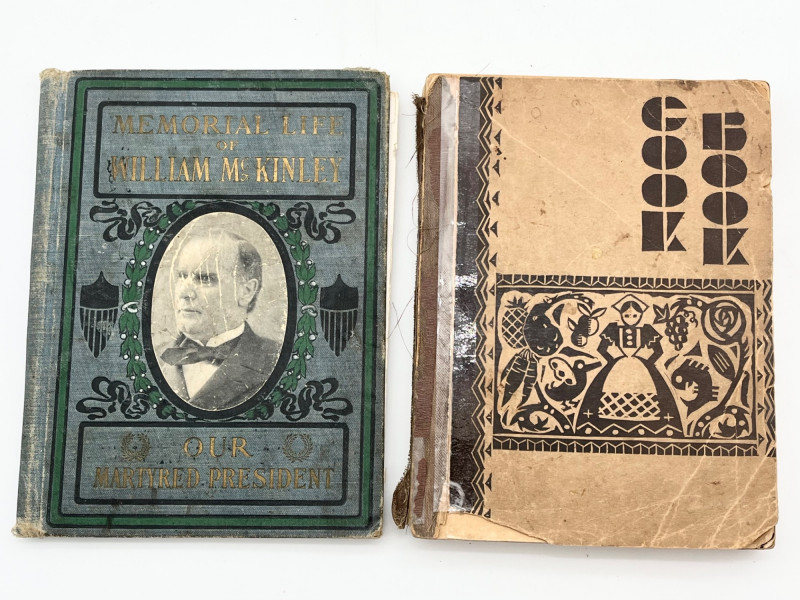 MEMORIAL LIFE
OF
WILLIAM McKINLEY
OUR
MARTYRED PRESIDENT
COOK
BOOK